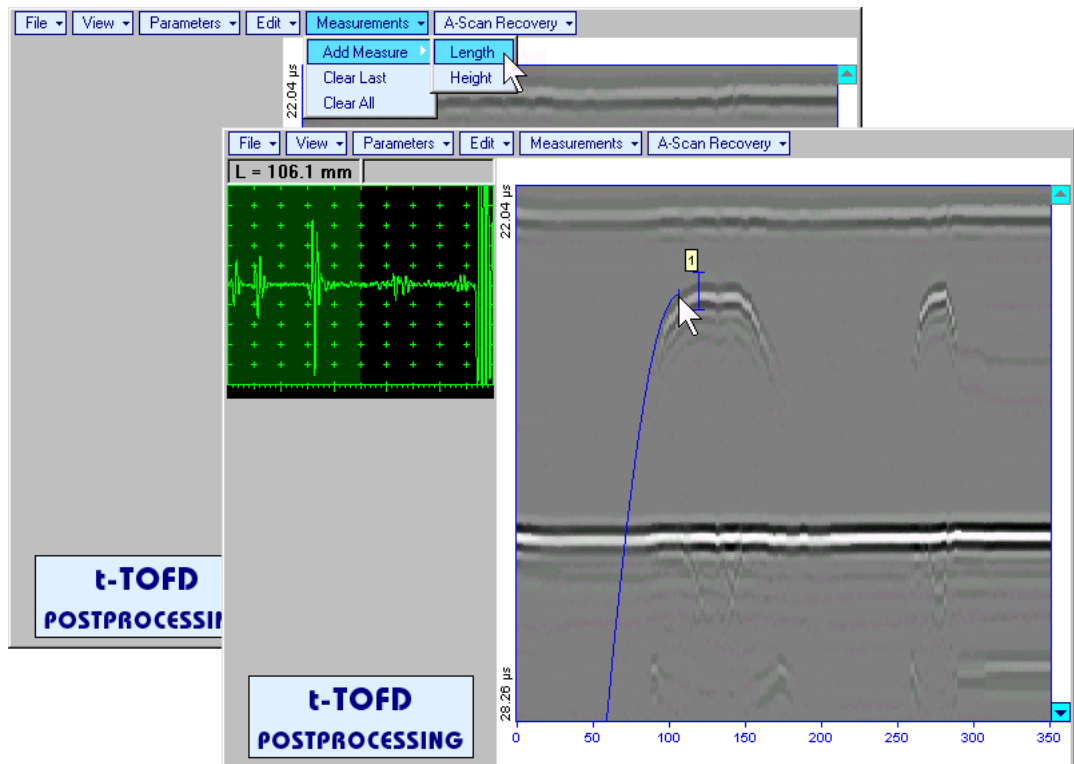 File View Parameters Edit Measurements A-Scan Recovery
Add Measure Length
Clear Last Height
Clear All
22.04 µs
t-TOFD
File View Parameters Edit Measurements A-Scan Recovery
L = 106.1 mm
22.04 µs
1
28.26 µs
0 50 100 150 200 250 300 350
t-TOFD
POSTPROCESSING